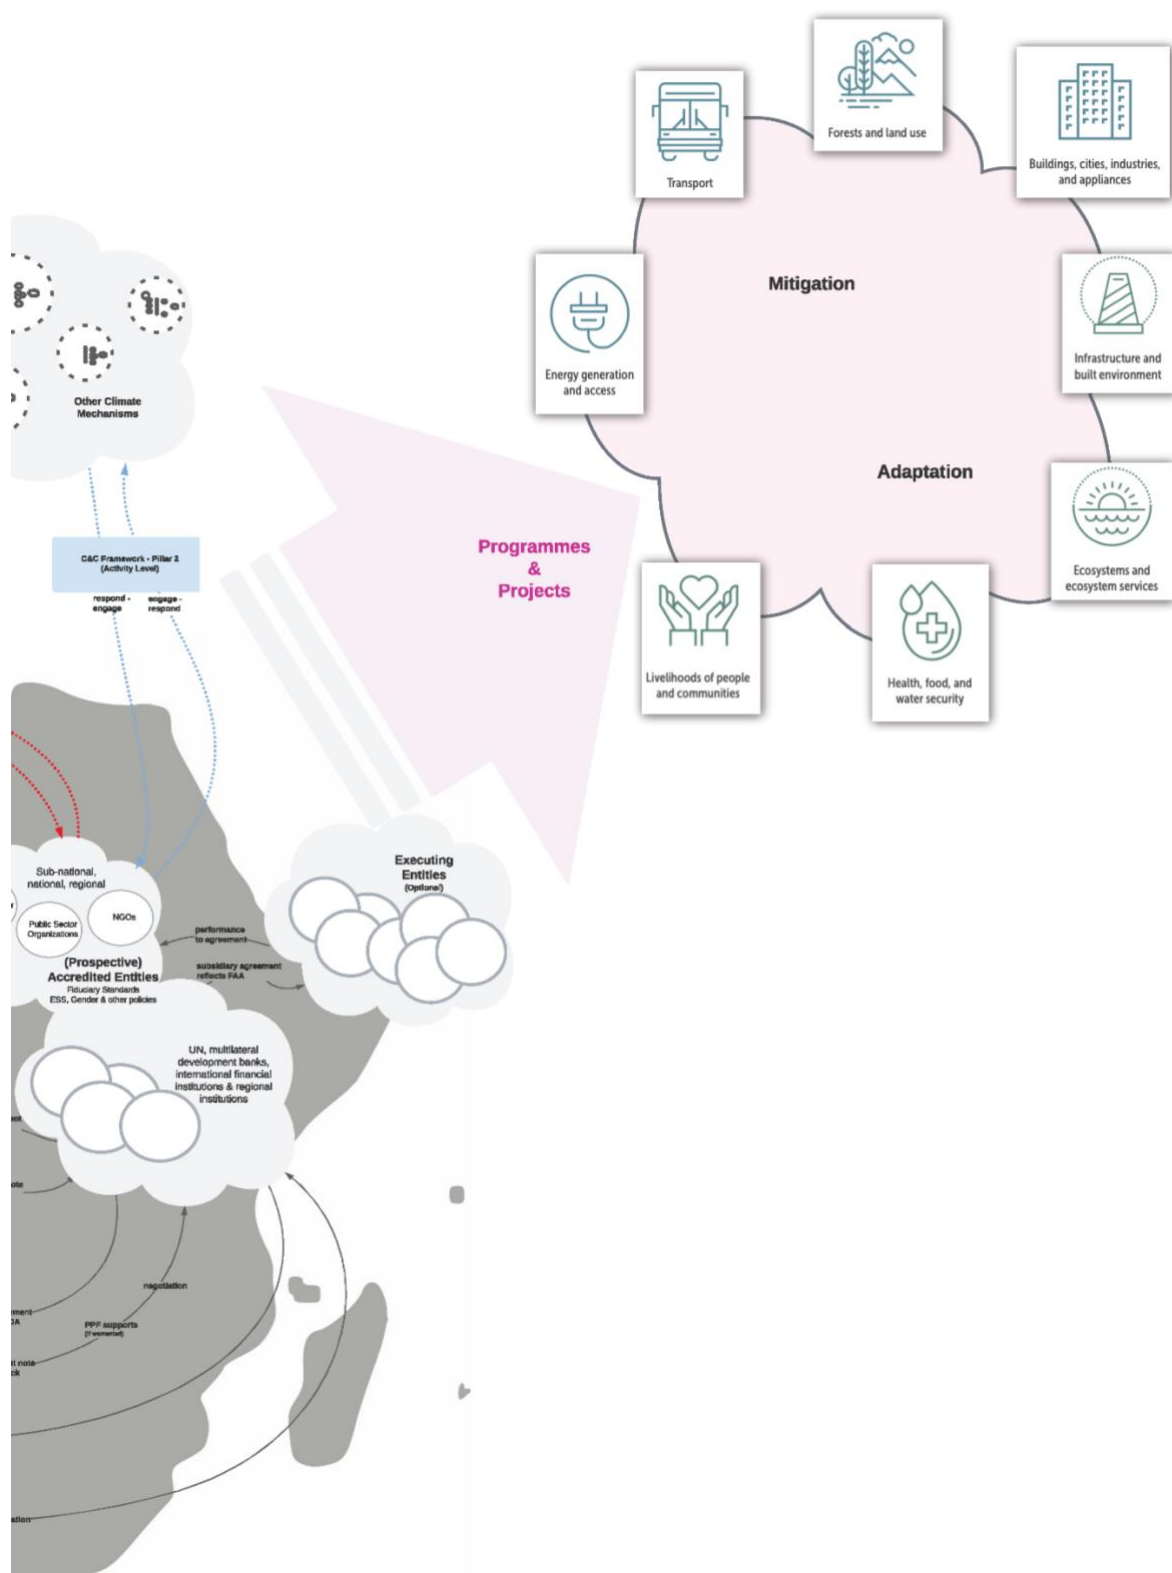 Forests and land use
Transport
Buildings, cities, industries,
and appliances
Mitigation
Energy generation
and access
Infrastructure and
built environment
Other Climate
Mechanisms
Adaptation
Programmes
&
Projects
C&C Framework - Pillar 2
(Activity Level)
respond -
engage
engage -
respond
Ecosystems and
ecosystem services
Livelihoods of people
and communities
Health, food, and
water security
Executing
Entities
(Optional)
Sub-national,
national, regional
Public Sector
Organizations
NGOs
performance
to agreement
(Prospective)
Accredited Entities
Fiduciary Standards
ESS, Gender & other policies
subsidiary agreement
reflects FAA
UN, multilateral
development banks,
international financial
institutions & regional
institutions
negotiation
PPF supports
(if warranted)
t note